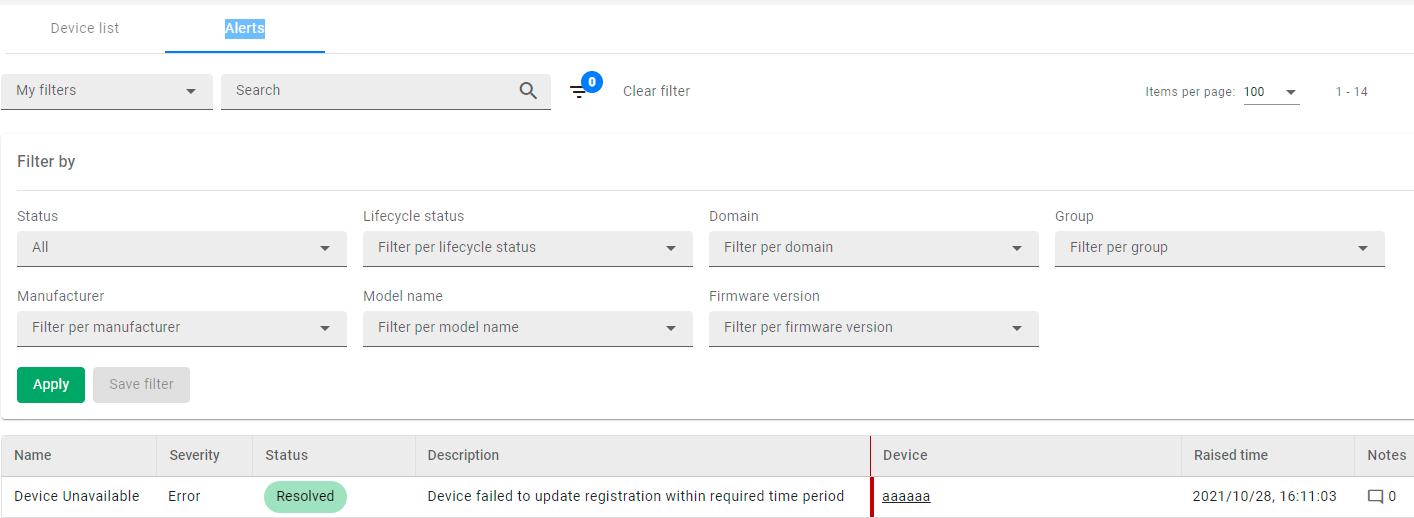 Device list Alerts
My filters Search 0 Clear filter Items per page: 100 1 - 14
Filter by
Status Lifecycle status Domain Group
All Filter per lifecycle status Filter per domain Filter per group
Manufacturer Model name Firmware version
Filter per manufacturer Filter per model name Filter per firmware version
Apply Save filter
Name Severity Status Description Device Raised time Notes
Device Unavailable Error Resolved Device failed to update registration within required time period aaaaaa 2021/10/28, 16:11:03 0